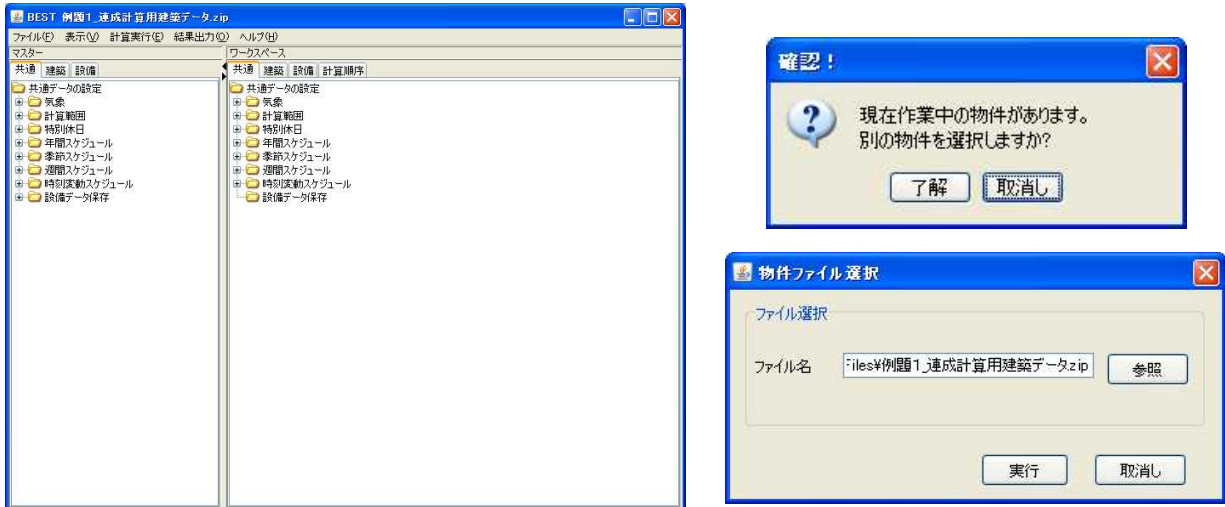 BEST 例題1_連成計算用建築データ.zip
ファイル(F) 表示(V) 計算実行(E) 結果出力(O) ヘルプ(H)
マスター
共通 建築 設備
共通データの設定
気象
計算範囲
特別休日
年間スケジュール
季節スケジュール
週間スケジュール
時刻変動スケジュール
設備データ保存
ワークスペース
共通 建築 設備 計算順序
共通データの設定
気象
計算範囲
特別休日
年間スケジュール
季節スケジュール
週間スケジュール
時刻変動スケジュール
設備データ保存
確認!
現在作業中の物件があります。
別の物件を選択しますか?
了解 取消し
物件ファイル選択
ファイル選択
ファイル名 Files¥例題1_連成計算用建築データ.zip 参照
実行 取消し